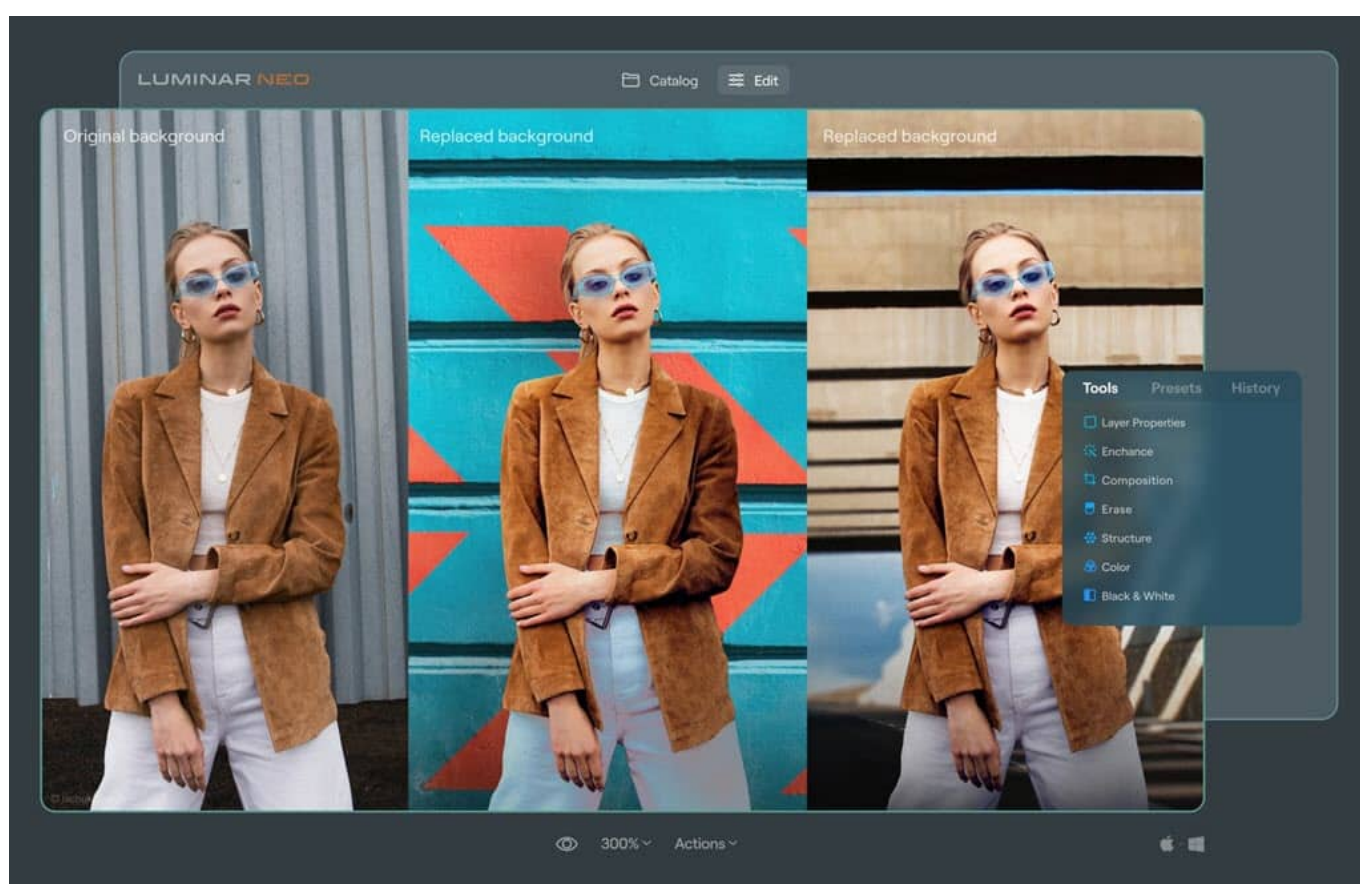 LUMINAR NEO
Catalog
Edit
Original background
Replaced background
Replaced background
Tools
Presets
History
Layer Properties
Enchance
Composition
Erase
Structure
Color
Black & White
300%
Actions